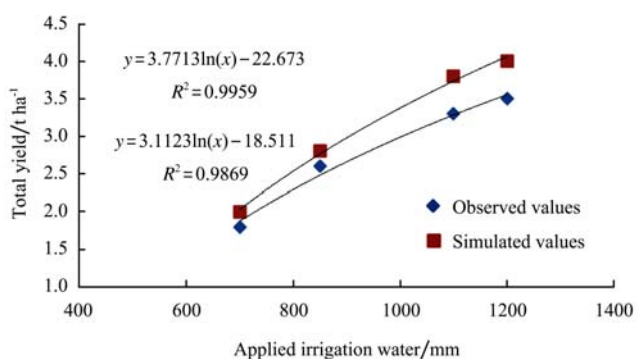 4.5
4.0
3.5
3.0
2.5
2.0
1.5
1.0
Total yield/t ha⁻¹
y=3.7713ln(x)−22.673
R²=0.9959
y=3.1123ln(x)−18.511
R²=0.9869
Observed values
Simulated values
400 600 800 1000 1200 1400
Applied irrigation water/mm